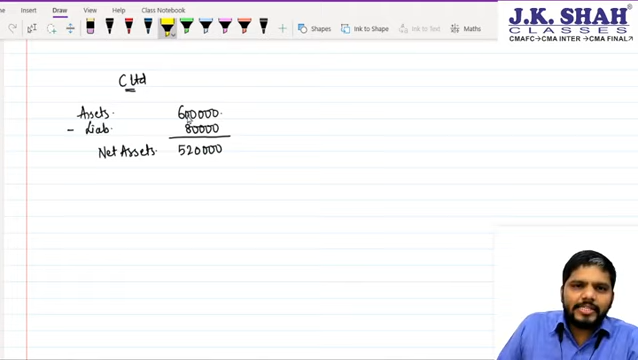 Insert Draw View Help Class Notebook
Shapes Ink to Shape Ink to Text Maths
J.K. SHAH®
CLASSES
CMAFC ➔ CMA INTER ➔ CMA FINAL
C Ltd
Assets. 600000.
- Liab. 80000
Net Assets. 520000